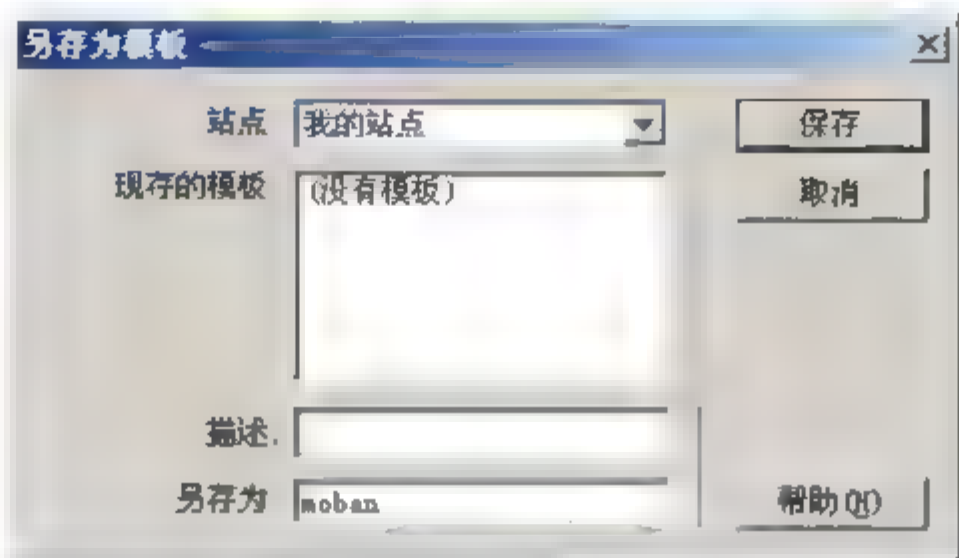 另存为模板
站点 我的站点 保存
现存的模板 (没有模板) 取消
描述:
另存为 moban 帮助(H)